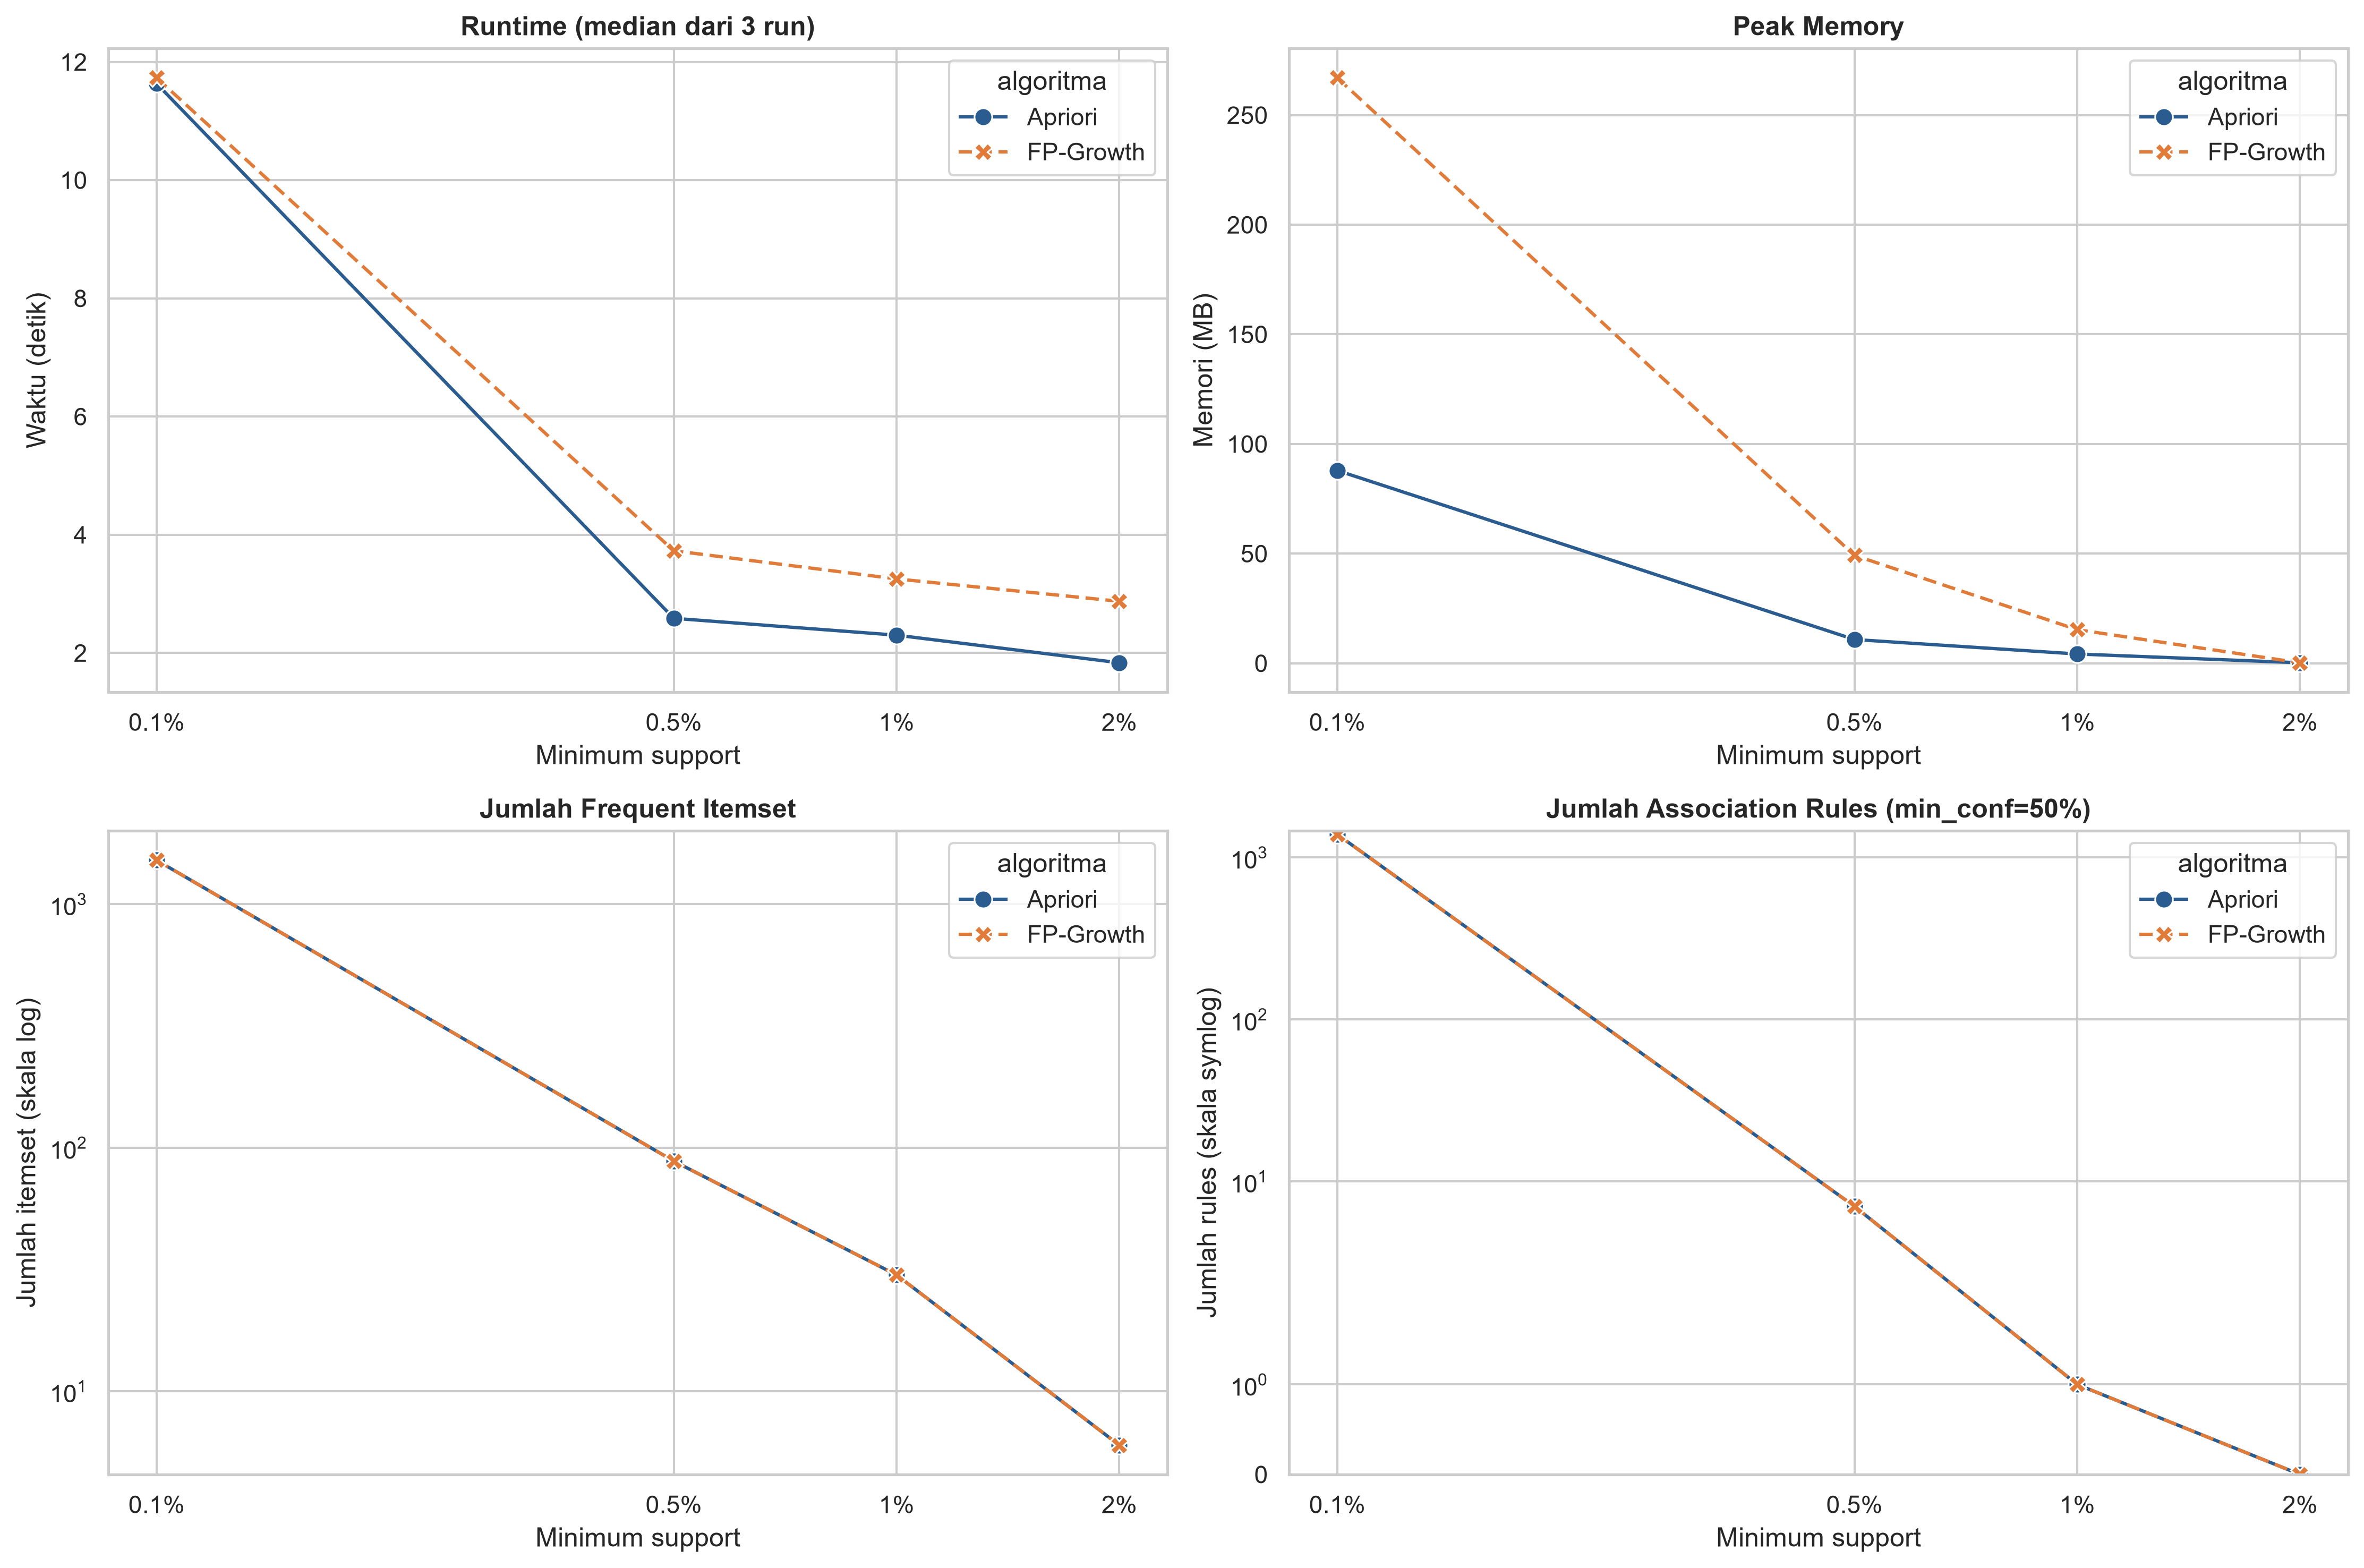 Runtime (median dari 3 run)
12
10
8
6
4
2
Waktu (detik)
0.1%
0.5%
1%
2%
Minimum support
algoritma
Apriori
FP-Growth
Peak Memory
250
200
150
100
50
0
Memori (MB)
0.1%
0.5%
1%
2%
Minimum support
algoritma
Apriori
FP-Growth
Jumlah Frequent Itemset
10³
10²
10¹
Jumlah itemset (skala log)
0.1%
0.5%
1%
2%
Minimum support
algoritma
Apriori
FP-Growth
Jumlah Association Rules (min_conf=50%)
10³
10²
10¹
10⁰
0
Jumlah rules (skala symlog)
0.1%
0.5%
1%
2%
Minimum support
algoritma
Apriori
FP-Growth